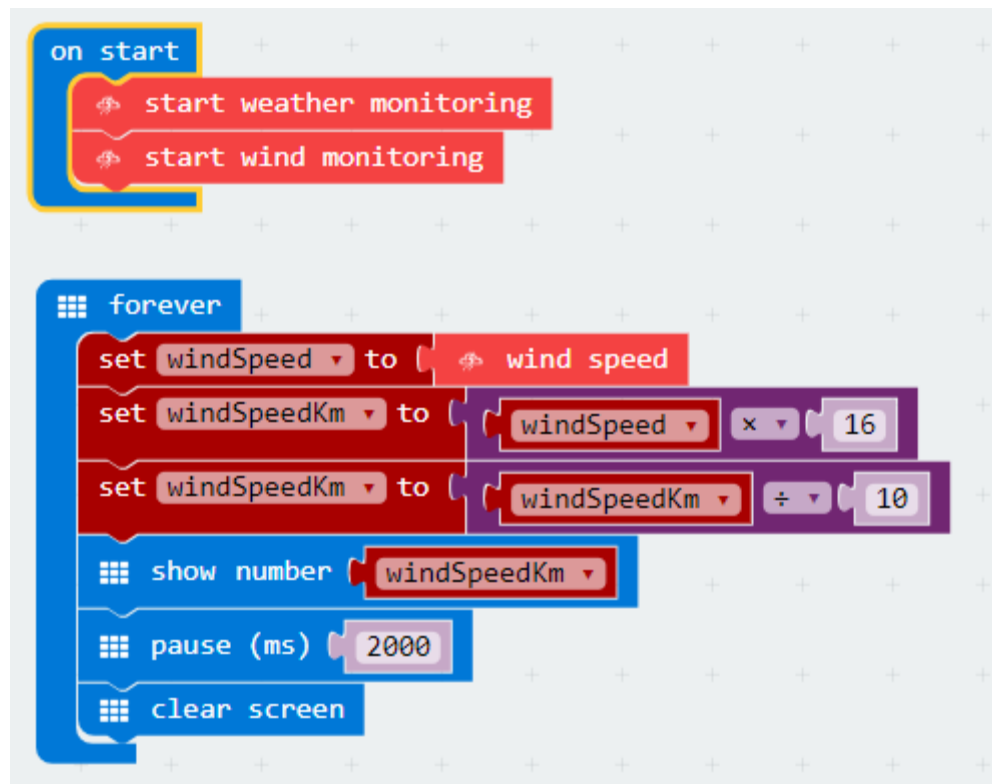 on start
start weather monitoring
start wind monitoring
forever
set windSpeed to wind speed
set windSpeedKm to windSpeed × 16
set windSpeedKm to windSpeedKm ÷ 10
show number windSpeedKm
pause (ms) 2000
clear screen